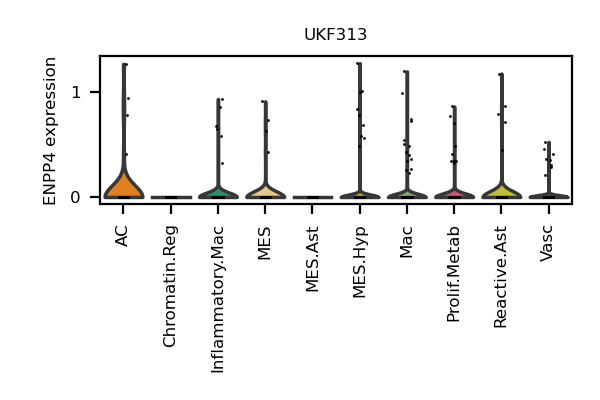 UKF313
ENPP4 expression
1
0
AC
Chromatin.Reg
Inflammatory.Mac
MES
MES.Ast
MES.Hyp
Mac
Prolif.Metab
Reactive.Ast
Vasc